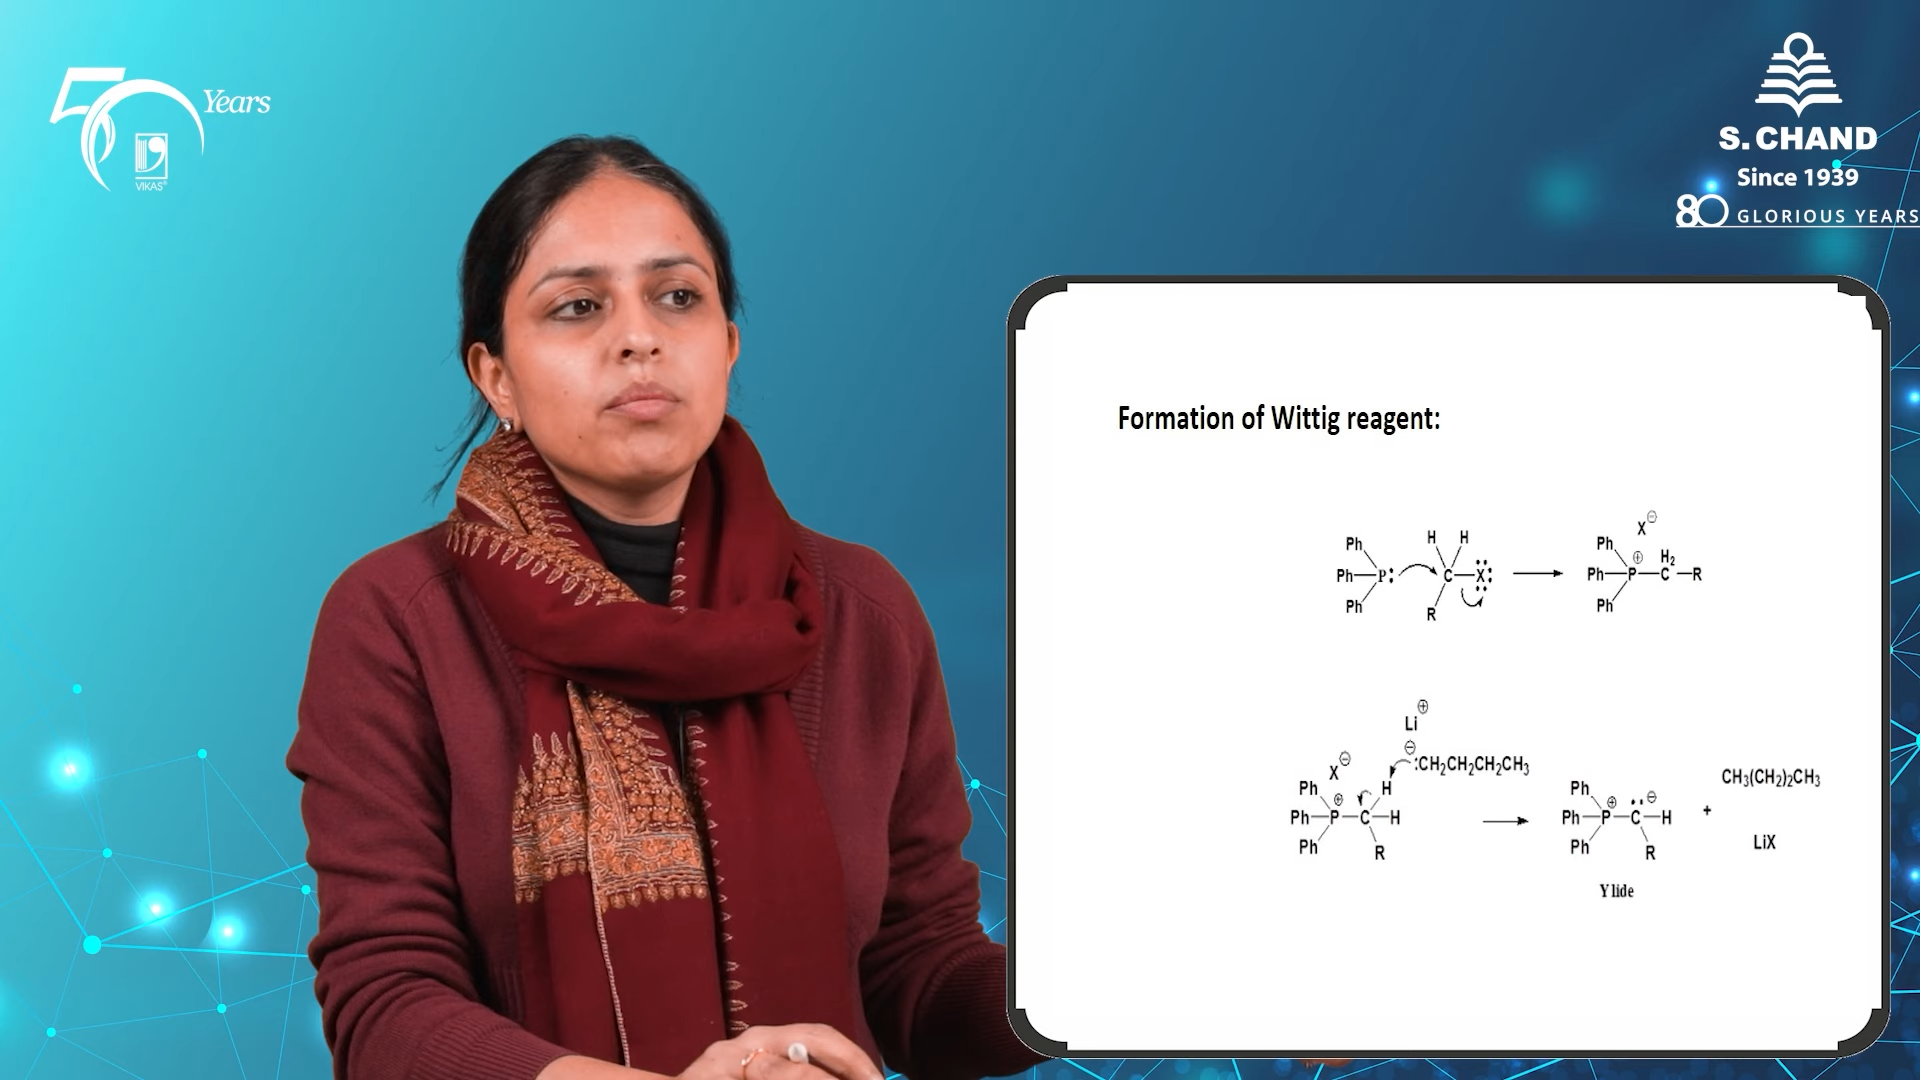 50 Years
VIKAS®
S. CHAND
Since 1939
80 GLORIOUS YEARS
Formation of Wittig reagent:
Ph
Ph—P:
Ph
H H
C—X:
R
X⊖
Ph
Ph—P⊕—C—R
H₂
Ph
Li⊕
⊖
:CH₂CH₂CH₂CH₃
X⊖
Ph H
Ph—P⊕—C—H
Ph R
Ph
Ph—P⊕—C⊖—H
Ph R
+
CH₃(CH₂)₂CH₃
LiX
Ylide